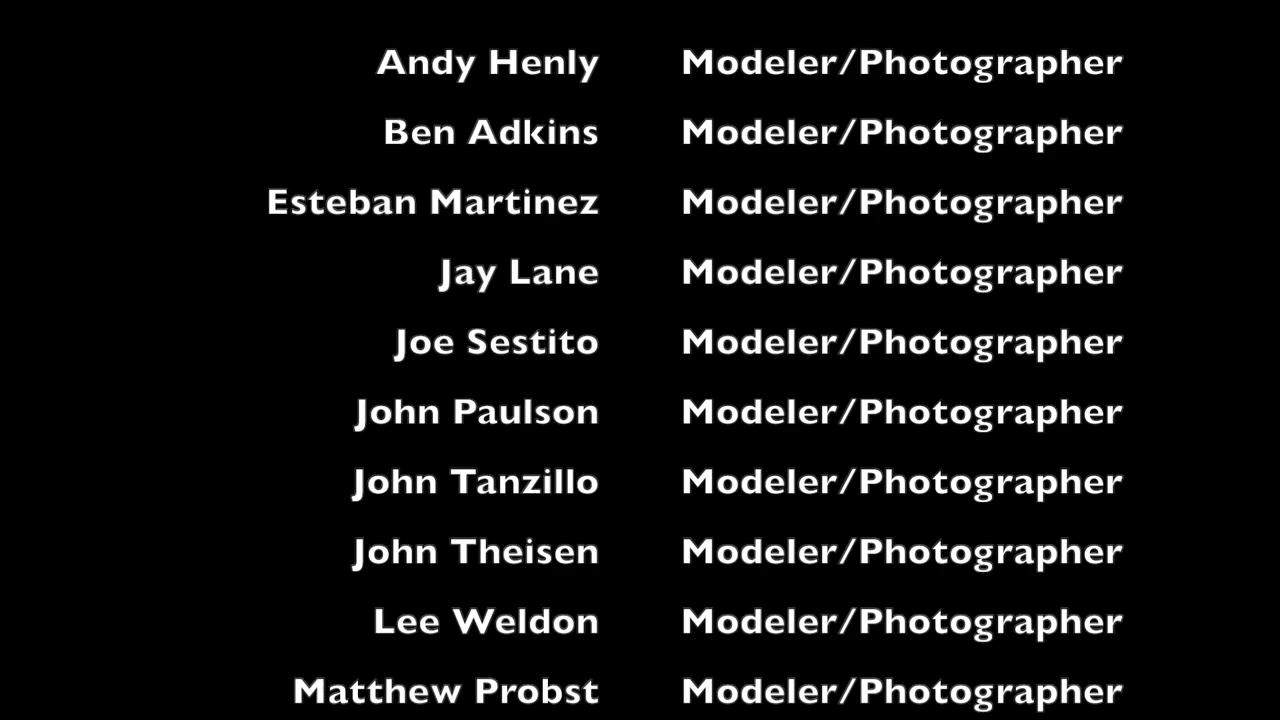 Andy Henly Modeler/Photographer
Ben Adkins Modeler/Photographer
Esteban Martinez Modeler/Photographer
Jay Lane Modeler/Photographer
Joe Sestito Modeler/Photographer
John Paulson Modeler/Photographer
John Tanzillo Modeler/Photographer
John Theisen Modeler/Photographer
Lee Weldon Modeler/Photographer
Matthew Probst Modeler/Photographer